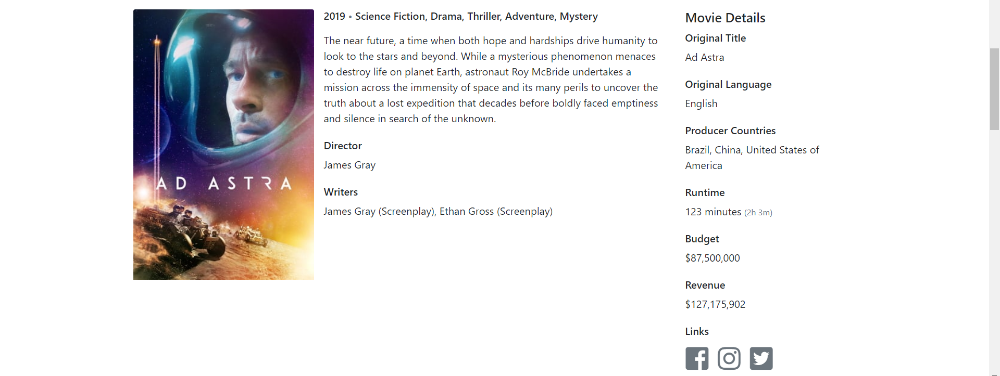 AD ASTRA
2019 • Science Fiction, Drama, Thriller, Adventure, Mystery
The near future, a time when both hope and hardships drive humanity to
look to the stars and beyond. While a mysterious phenomenon menaces
to destroy life on planet Earth, astronaut Roy McBride undertakes a
mission across the immensity of space and its many perils to uncover the
truth about a lost expedition that decades before boldly faced emptiness
and silence in search of the unknown.
Director
James Gray
Writers
James Gray (Screenplay), Ethan Gross (Screenplay)
Movie Details
Original Title
Ad Astra
Original Language
English
Producer Countries
Brazil, China, United States of
America
Runtime
123 minutes (2h 3m)
Budget
$87,500,000
Revenue
$127,175,902
Links